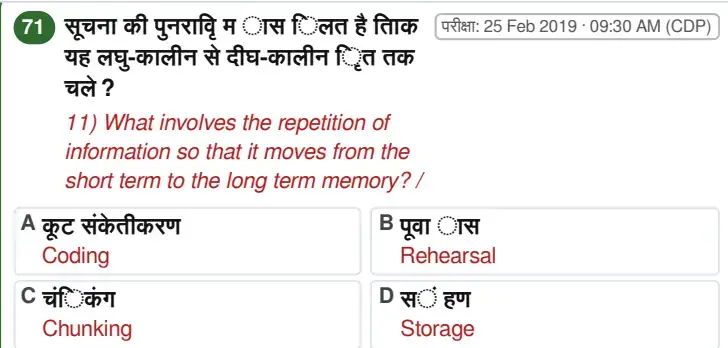 71 सूचना की पुनरावृि म ास िलत है तािक
परीक्षा: 25 Feb 2019 · 09:30 AM (CDP)
यह लघु-कालीन से दीघ-कालीन िृत तक
चले ?
11) What involves the repetition of
information so that it moves from the
short term to the long term memory? /
A कूट संकेतीकरण
Coding
B पूवा ास
Rehearsal
C चंिकंग
Chunking
D सं हण
Storage